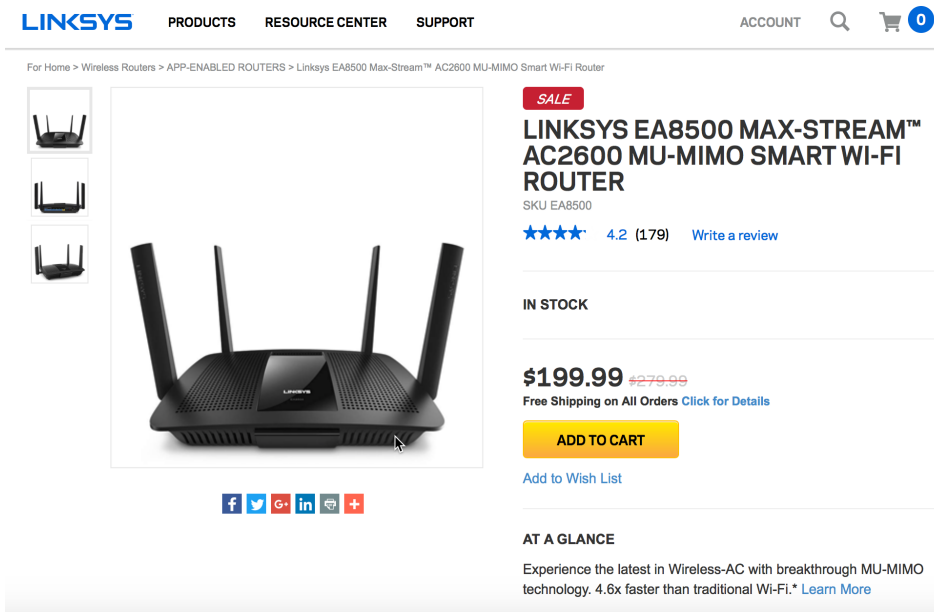 LINKSYS PRODUCTS RESOURCE CENTER SUPPORT ACCOUNT 0
For Home > Wireless Routers > APP-ENABLED ROUTERS > Linksys EA8500 Max-Stream™ AC2600 MU-MIMO Smart Wi-Fi Router
SALE
LINKSYS EA8500 MAX-STREAM™
AC2600 MU-MIMO SMART WI-FI
ROUTER
SKU EA8500
4.2 (179) Write a review
IN STOCK
$199.99 $279.99
Free Shipping on All Orders Click for Details
ADD TO CART
Add to Wish List
LINKSYS
f G+ in +
AT A GLANCE
Experience the latest in Wireless-AC with breakthrough MU-MIMO
technology. 4.6x faster than traditional Wi-Fi.* Learn More